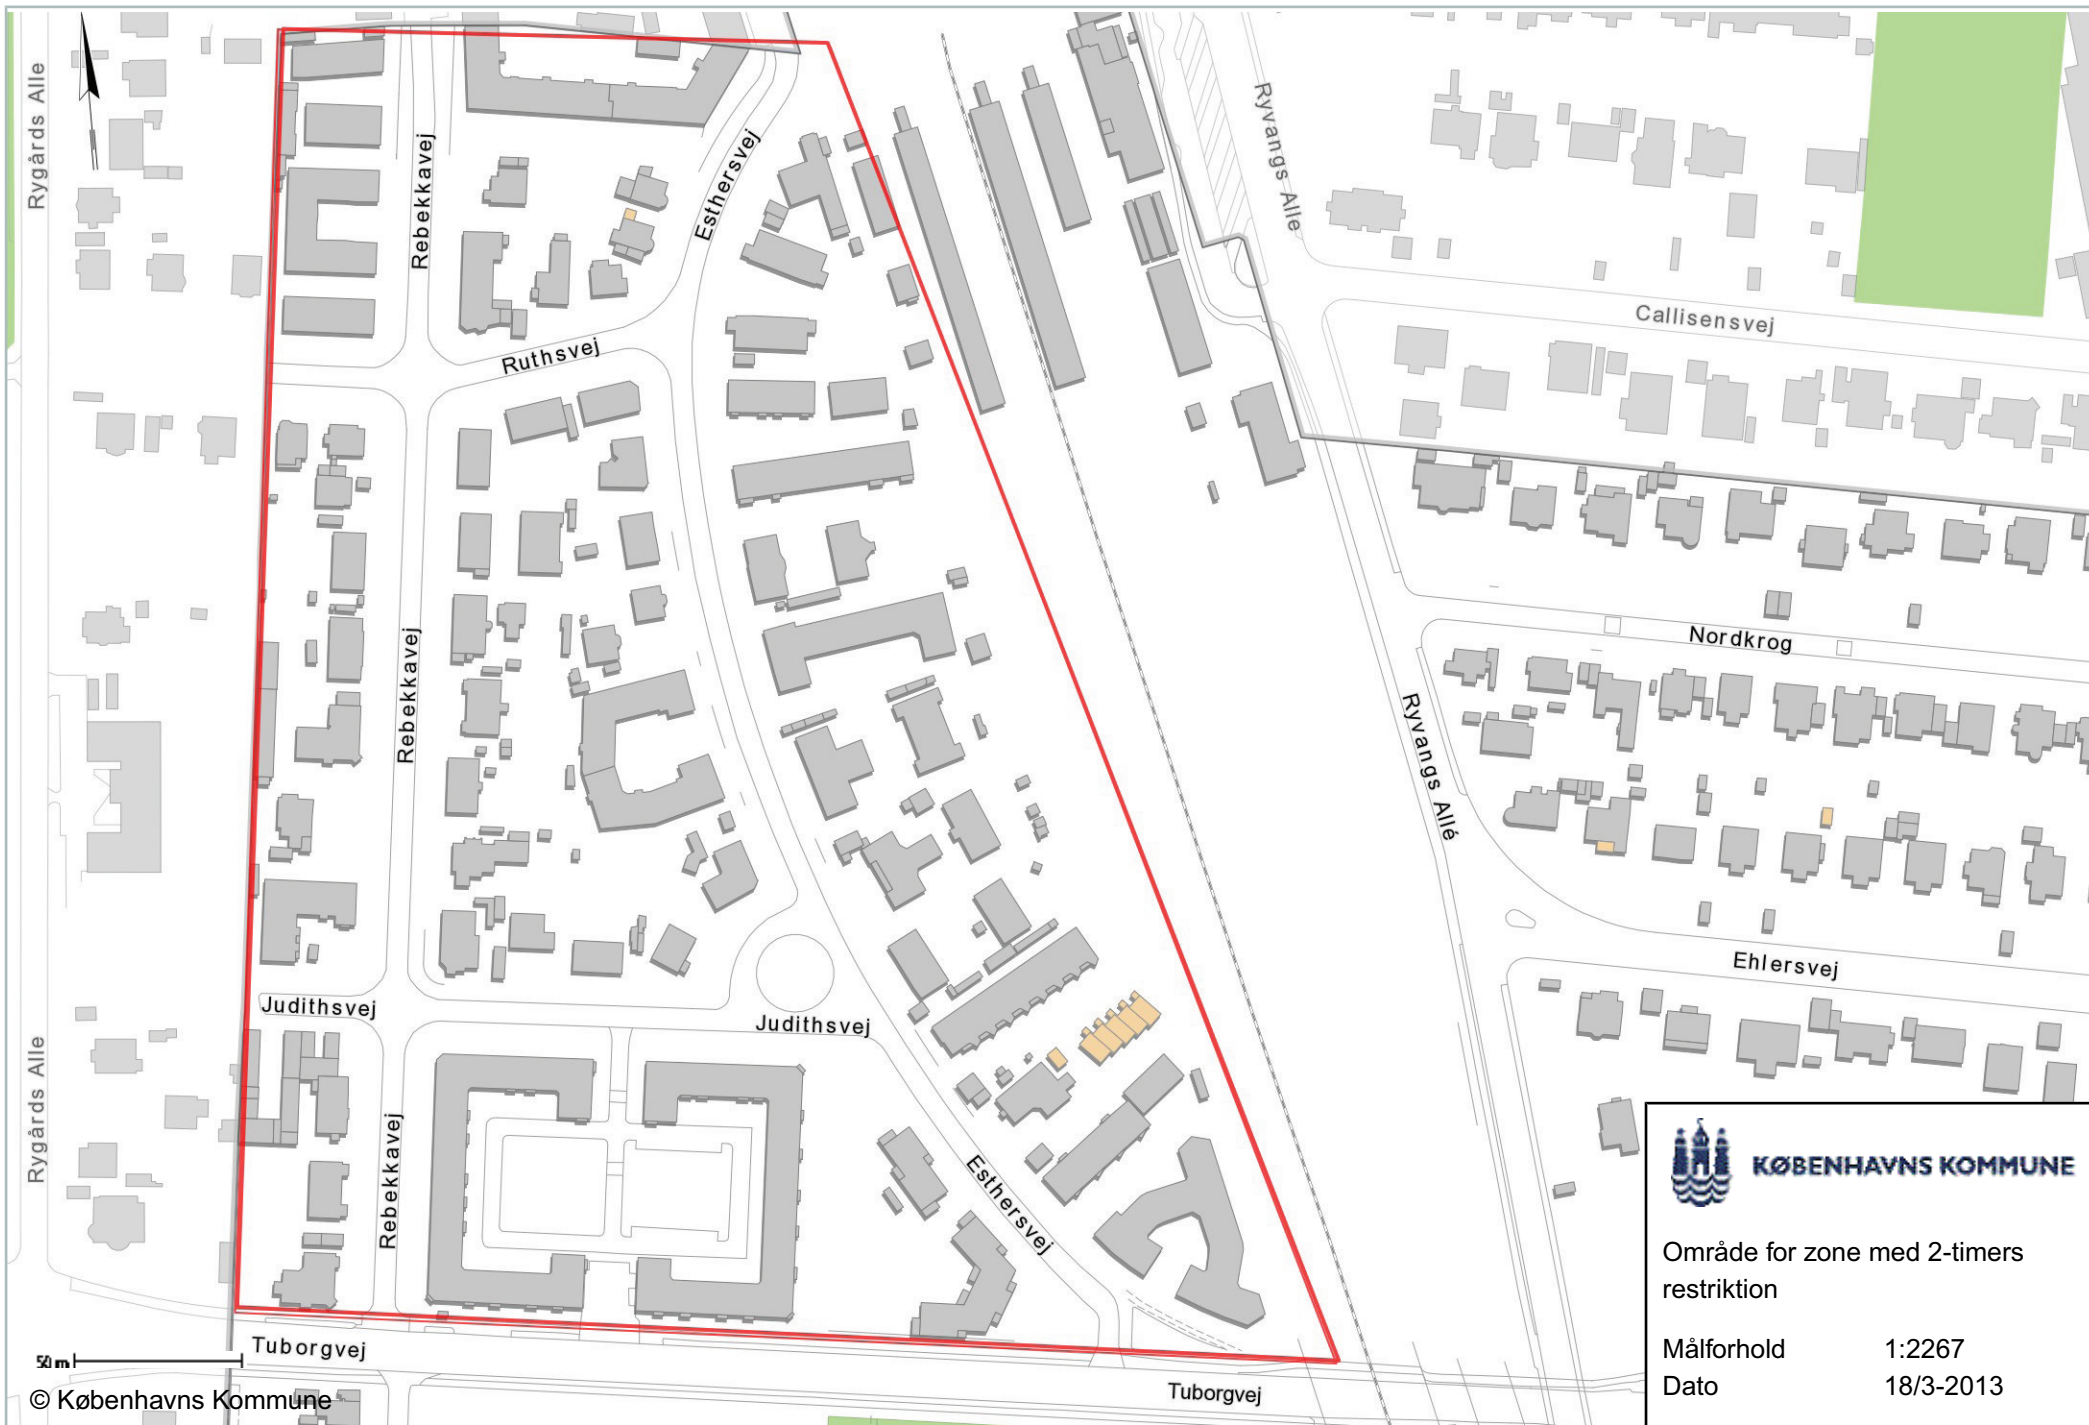 Rygårds Alle
Ryvangs Alle
Rebekkavej
Esthersvej
Callisensvej
Ruthsvej
Nordkrog
Rebekkavej
Ryvangs Allé
Ehlersvej
Judithsvej
Judithsvej
Rygårds Alle
Rebekkavej
Esthersvej
KØBENHAVNS KOMMUNE
Område for zone med 2-timers
restriktion
Målforhold 1:2267
Dato 18/3-2013
Tuborgvej
Tuborgvej
© Københavns Kommune